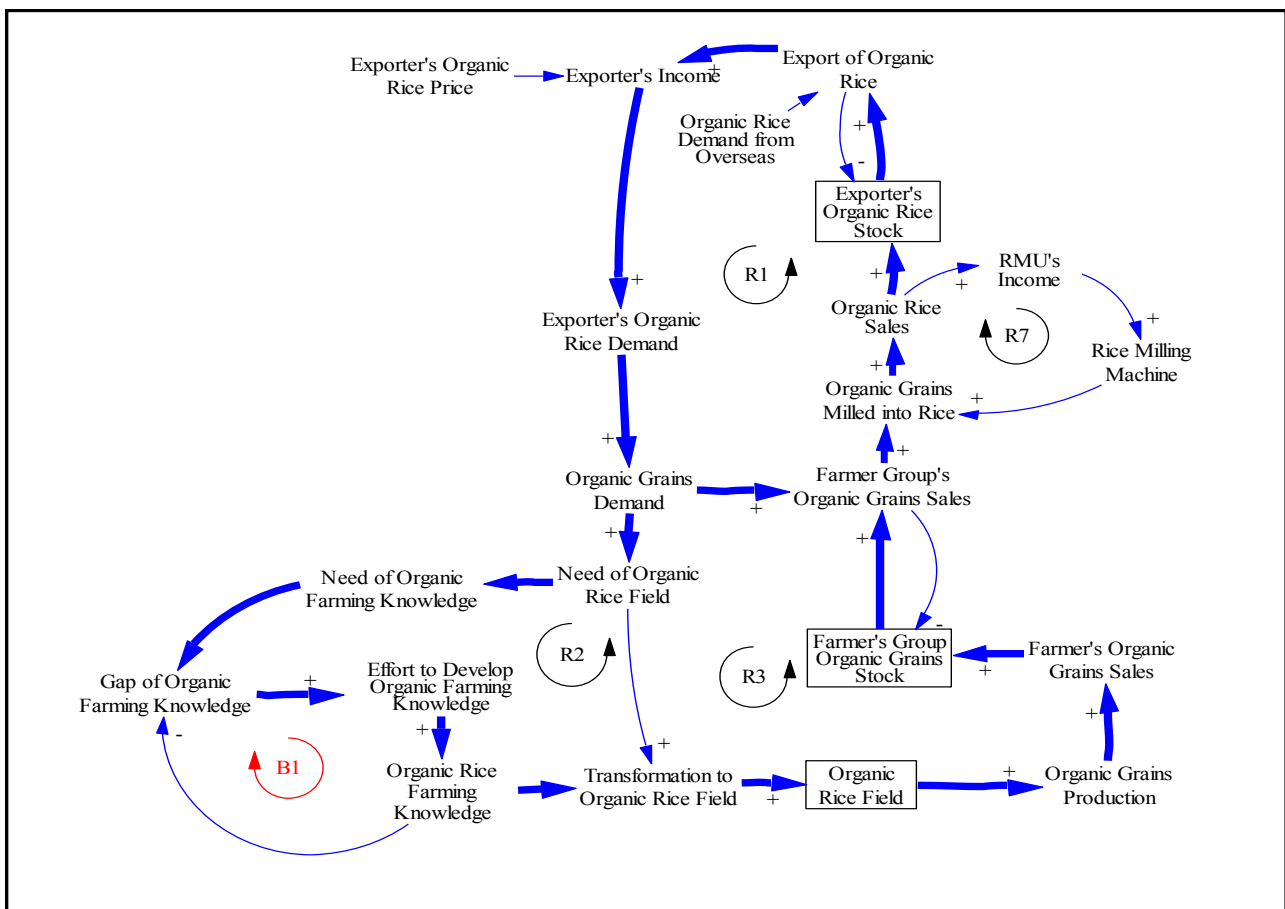 Exporter's Organic
Rice Price
Exporter's Income
+
Export of Organic
Rice
Organic Rice
Demand from
Overseas
+
-
Exporter's
Organic Rice
Stock
R1
+
Organic Rice
Sales
+
RMU's
Income
+
R7
Rice Milling
Machine
+
Exporter's Organic
Rice Demand
+
Organic Grains
Milled into Rice
+
+
+
Organic Grains
Demand
+
Farmer Group's
Organic Grains Sales
+
+
Need of Organic
Farming Knowledge
Need of Organic
Rice Field
R2
R3
-
Farmer's Group
Organic Grains
Stock
+
Farmer's Organic
Grains Sales
Gap of Organic
Farming Knowledge
+
Effort to Develop
Organic Farming
Knowledge
-
B1
+
+
+
Organic Rice
Farming
Knowledge
Transformation to
Organic Rice Field
+
Organic
Rice Field
+
Organic Grains
Production